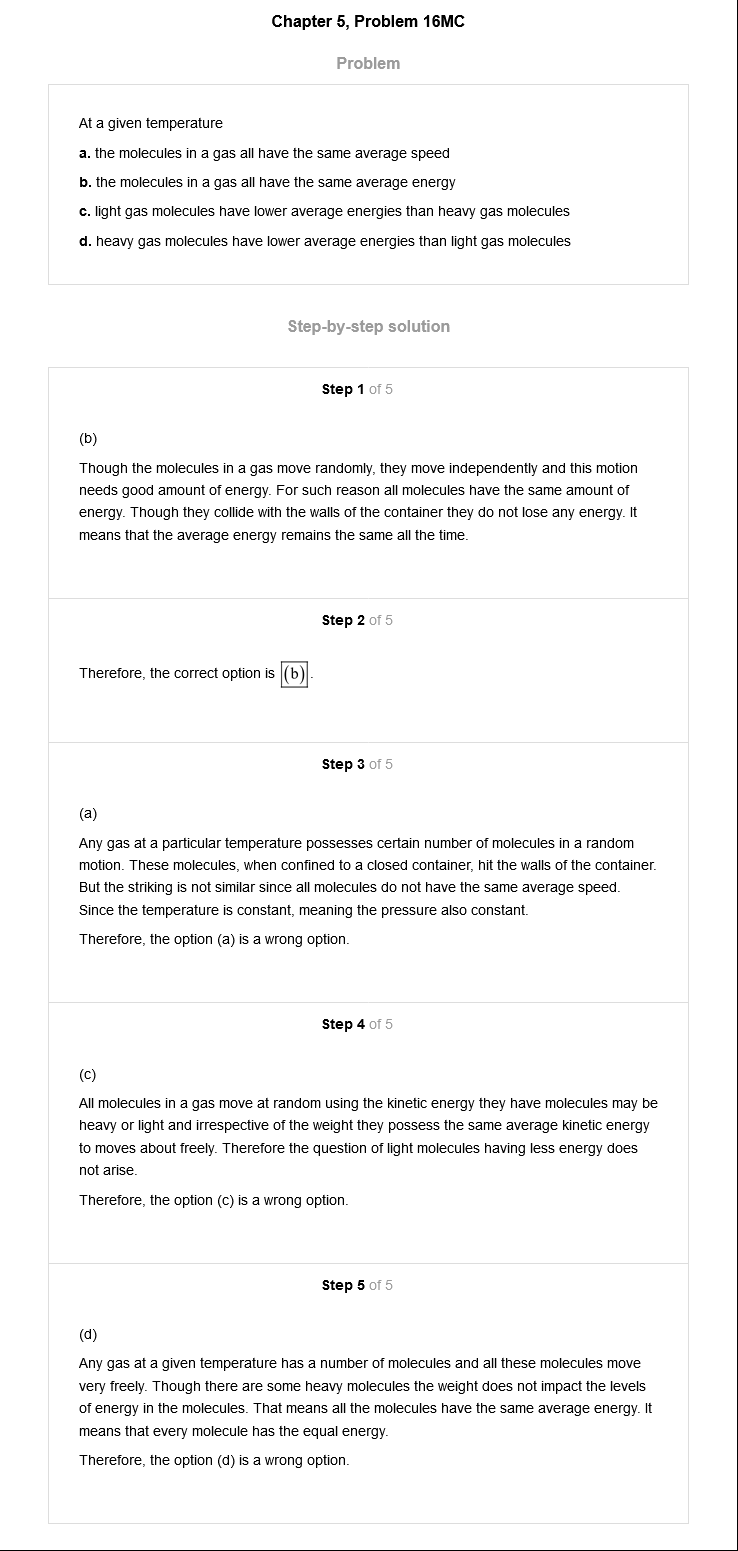 Chapter 5, Problem 16MC
Problem
At a given temperature
a. the molecules in a gas all have the same average speed
b. the molecules in a gas all have the same average energy
c. light gas molecules have lower average energies than heavy gas molecules
d. heavy gas molecules have lower average energies than light gas molecules
Step-by-step solution
Step 1 of 5
(b)
Though the molecules in a gas move randomly, they move independently and this motion
needs good amount of energy. For such reason all molecules have the same amount of
energy. Though they collide with the walls of the container they do not lose any energy. It
means that the average energy remains the same all the time.
Step 2 of 5
Therefore, the correct option is (b).
Step 3 of 5
(a)
Any gas at a particular temperature possesses certain number of molecules in a random
motion. These molecules, when confined to a closed container, hit the walls of the container.
But the striking is not similar since all molecules do not have the same average speed.
Since the temperature is constant, meaning the pressure also constant.
Therefore, the option (a) is a wrong option.
Step 4 of 5
(c)
All molecules in a gas move at random using the kinetic energy they have molecules may be
heavy or light and irrespective of the weight they possess the same average kinetic energy
to moves about freely. Therefore the question of light molecules having less energy does
not arise.
Therefore, the option (c) is a wrong option.
Step 5 of 5
(d)
Any gas at a given temperature has a number of molecules and all these molecules move
very freely. Though there are some heavy molecules the weight does not impact the levels
of energy in the molecules. That means all the molecules have the same average energy. It
means that every molecule has the equal energy.
Therefore, the option (d) is a wrong option.